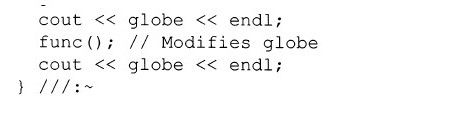 cout << globe << endl;
func(); // Modifies globe
cout << globe << endl;
} ///:~